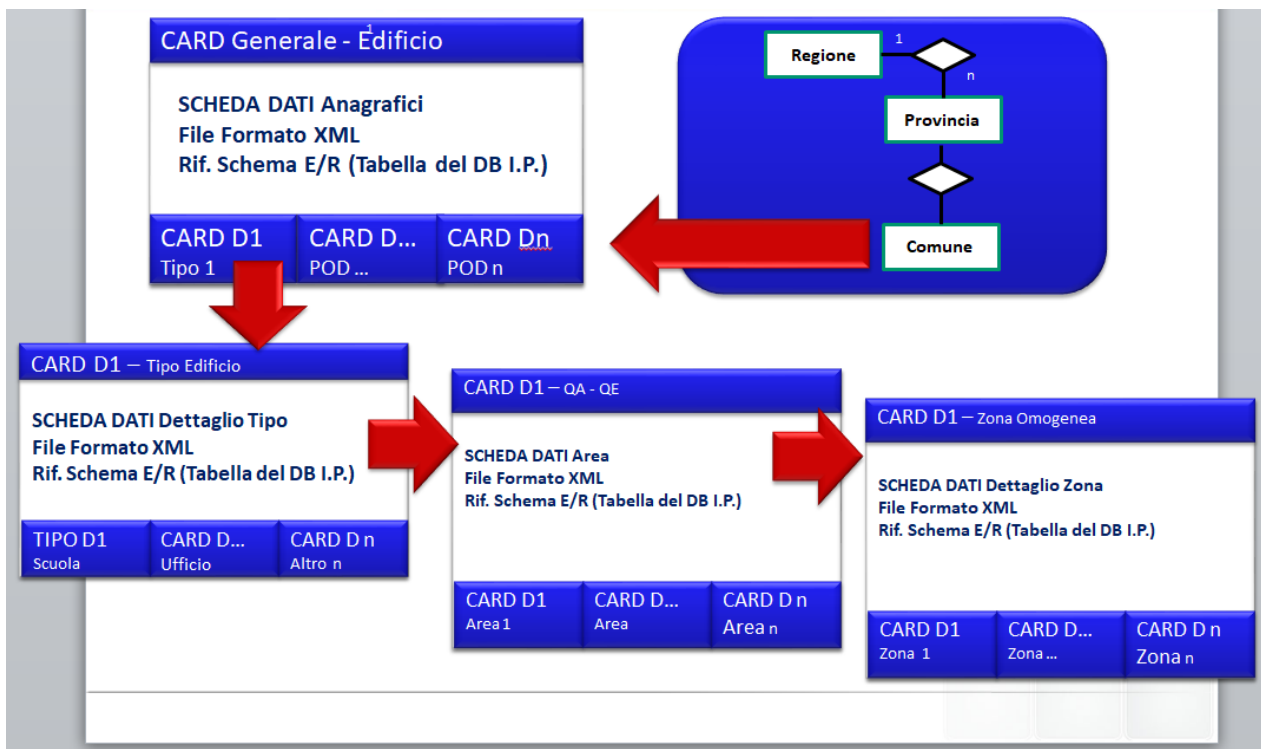 CARD Generale - Edificio
1
SCHEDA DATI Anagrafici
File Formato XML
Rif. Schema E/R (Tabella del DB I.P.)
CARD D1
Tipo 1
CARD D...
POD ...
CARD Dn
POD n
Regione
1
n
Provincia
Comune
CARD D1 – Tipo Edificio
SCHEDA DATI Dettaglio Tipo
File Formato XML
Rif. Schema E/R (Tabella del DB I.P.)
TIPO D1
Scuola
CARD D...
Ufficio
CARD D n
Altro n
CARD D1 – QA - QE
SCHEDA DATI Area
File Formato XML
Rif. Schema E/R (Tabella del DB I.P.)
CARD D1
Area 1
CARD D...
Area
CARD D n
Area n
CARD D1 – Zona Omogenea
SCHEDA DATI Dettaglio Zona
File Formato XML
Rif. Schema E/R (Tabella del DB I.P.)
CARD D1
Zona 1
CARD D...
Zona ...
CARD D n
Zona n